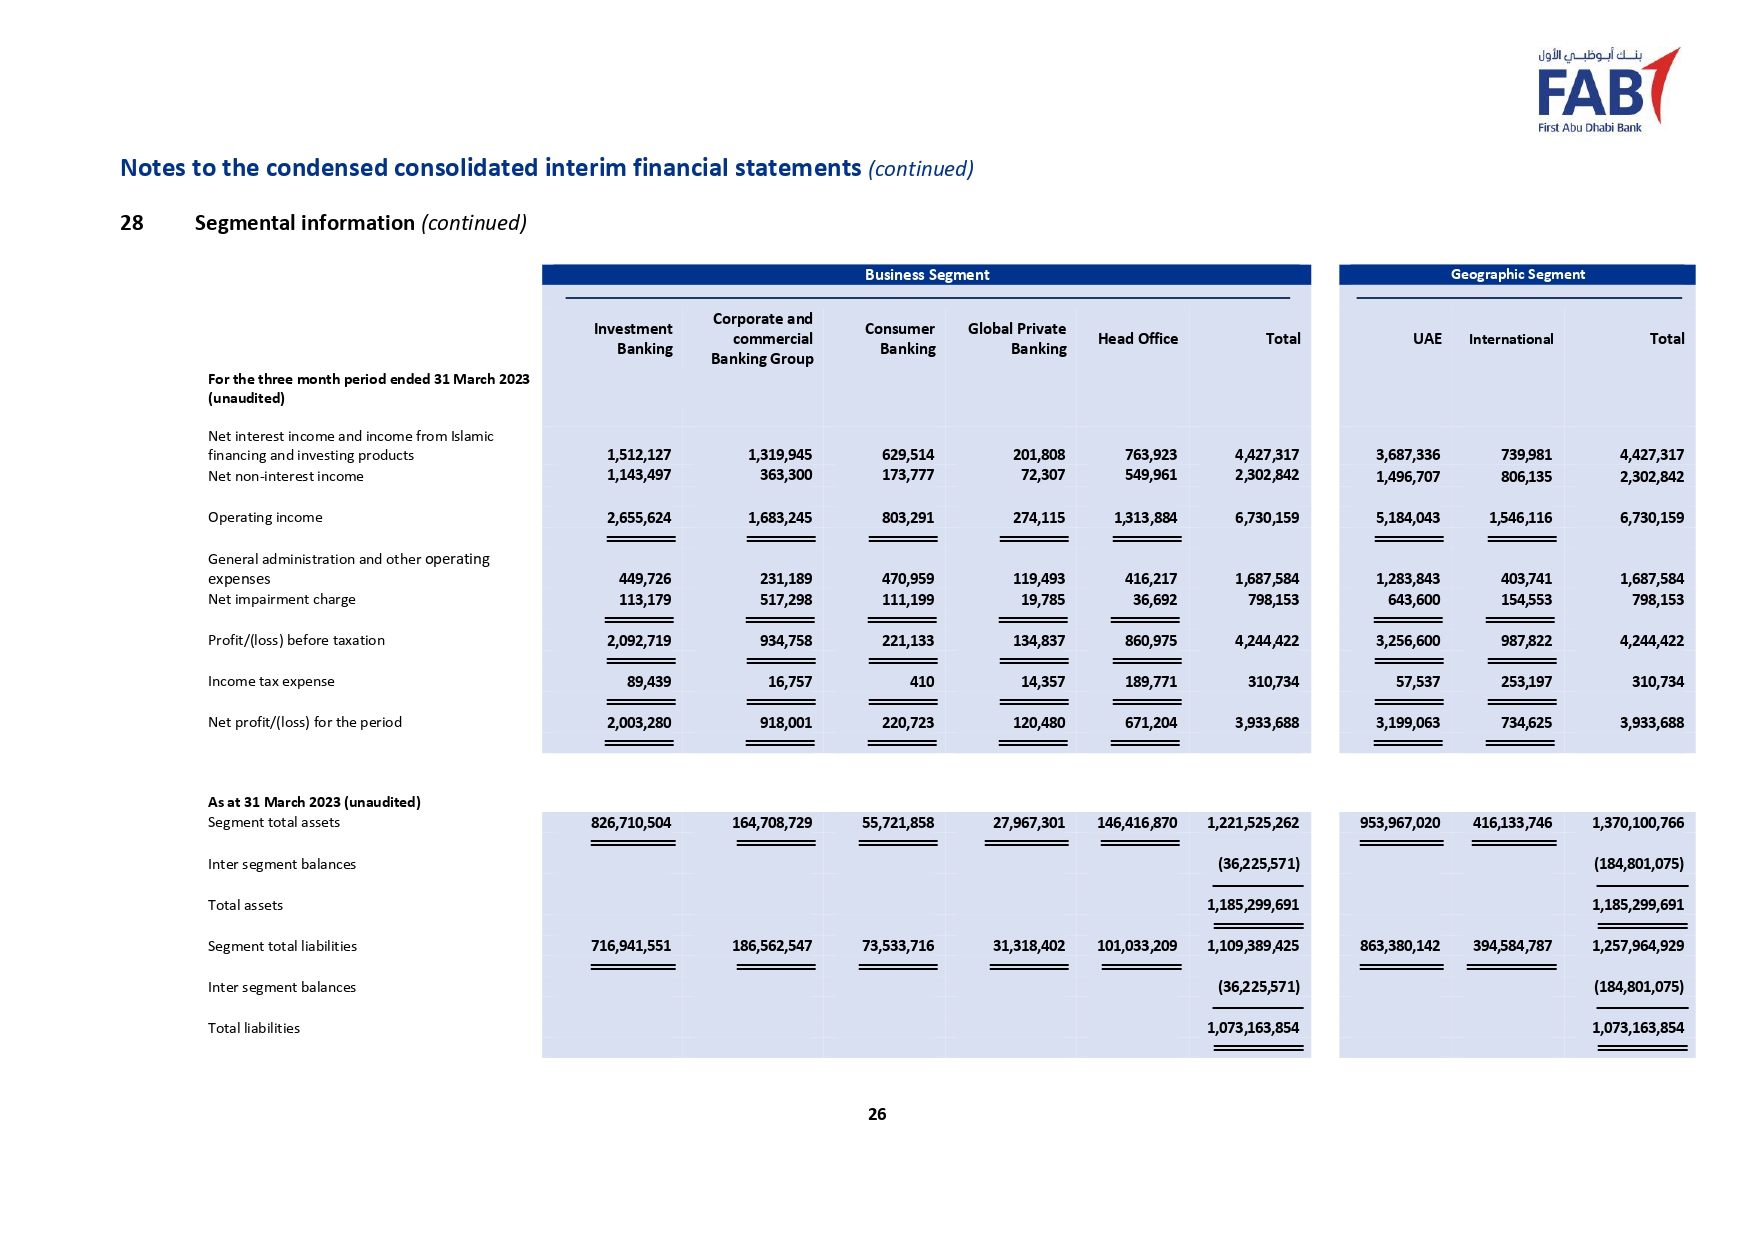 بنك أبوظبي الأول
FAB
First Abu Dhabi Bank
Notes to the condensed consolidated interim financial statements (continued)
28 Segmental information (continued)
Business Segment Geographic Segment
Investment Banking Corporate and commercial Banking Group Consumer Banking Global Private Banking Head Office Total UAE International Total
For the three month period ended 31 March 2023
(unaudited)
Net interest income and income from Islamic
financing and investing products 1,512,127 1,319,945 629,514 201,808 763,923 4,427,317 3,687,336 739,981 4,427,317
Net non-interest income 1,143,497 363,300 173,777 72,307 549,961 2,302,842 1,496,707 806,135 2,302,842
Operating income 2,655,624 1,683,245 803,291 274,115 1,313,884 6,730,159 5,184,043 1,546,116 6,730,159
General administration and other operating
expenses 449,726 231,189 470,959 119,493 416,217 1,687,584 1,283,843 403,741 1,687,584
Net impairment charge 113,179 517,298 111,199 19,785 36,692 798,153 643,600 154,553 798,153
Profit/(loss) before taxation 2,092,719 934,758 221,133 134,837 860,975 4,244,422 3,256,600 987,822 4,244,422
Income tax expense 89,439 16,757 410 14,357 189,771 310,734 57,537 253,197 310,734
Net profit/(loss) for the period 2,003,280 918,001 220,723 120,480 671,204 3,933,688 3,199,063 734,625 3,933,688
As at 31 March 2023 (unaudited)
Segment total assets 826,710,504 164,708,729 55,721,858 27,967,301 146,416,870 1,221,525,262 953,967,020 416,133,746 1,370,100,766
Inter segment balances (36,225,571) (184,801,075)
Total assets 1,185,299,691 1,185,299,691
Segment total liabilities 716,941,551 186,562,547 73,533,716 31,318,402 101,033,209 1,109,389,425 863,380,142 394,584,787 1,257,964,929
Inter segment balances (36,225,571) (184,801,075)
Total liabilities 1,073,163,854 1,073,163,854
26